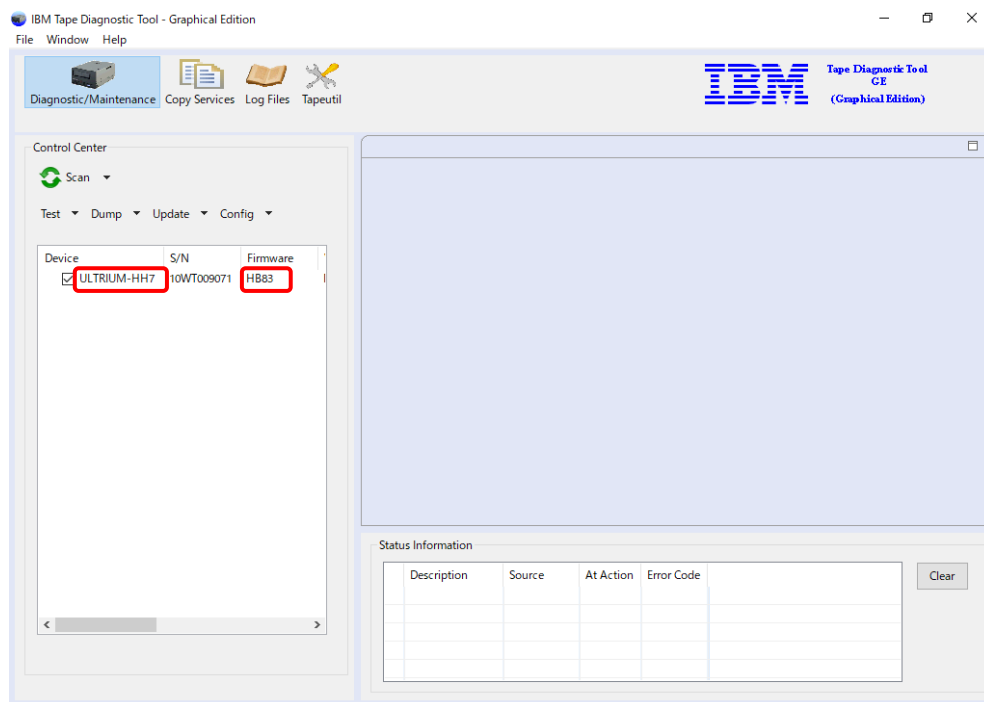 IBM Tape Diagnostic Tool - Graphical Edition
File Window Help
Diagnostic/Maintenance Copy Services Log Files Tapeutil
IBM
Tape Diagnostic Tool
GE
(Graphical Edition)
Control Center
Scan
Test Dump Update Config
Device S/N Firmware
ULTRIUM-HH7 10WT009071 HB83
Status Information
Description Source At Action Error Code
Clear